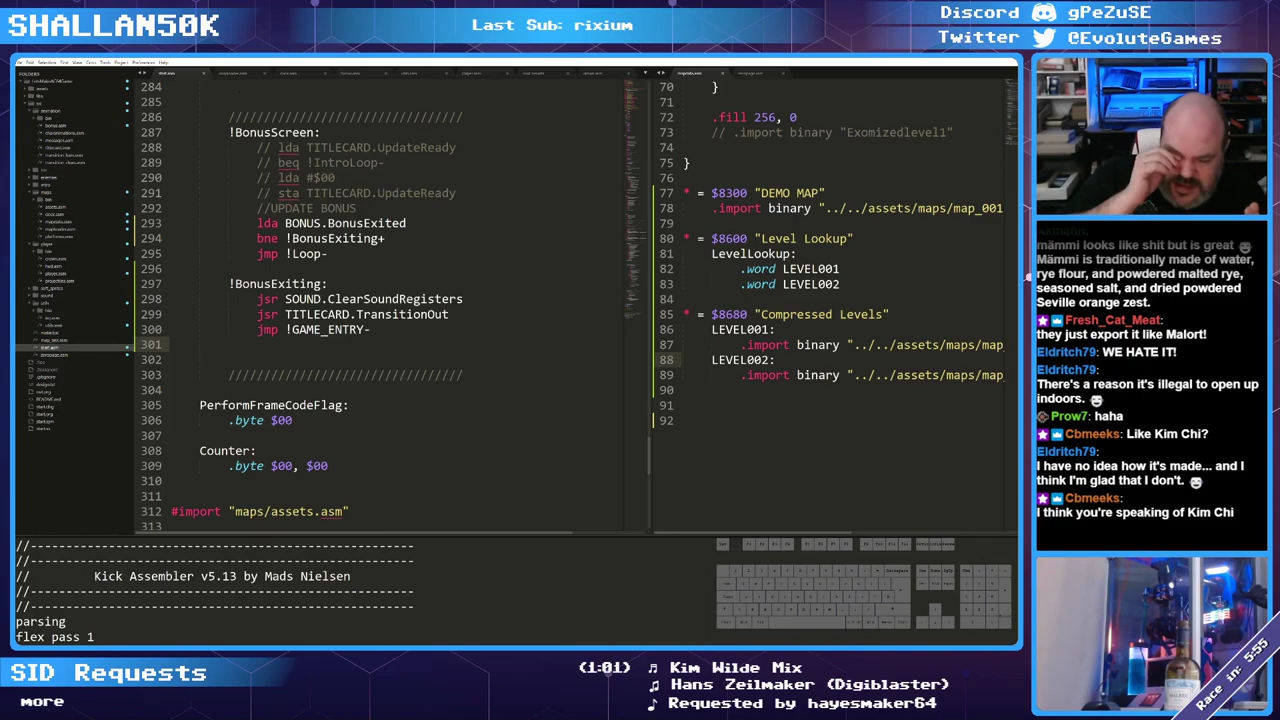 SHALLAN50K
Last Sub: rixium
Discord gPeZuSE
Twitter @EvoluteGames
FOLDERS
284
285
286 /////////////////////////////////
287 !BonusScreen:
288 // lda TITLECARD.UpdateReady
289 // beq !IntroLoop-
290 // lda #$00
291 // sta TITLECARD.UpdateReady
292 //UPDATE BONUS
293 lda BONUS.BonusExited
294 bne !BonusExiting+
295 jmp !Loop-
296
297 !BonusExiting:
298 jsr SOUND.ClearSoundRegisters
299 jsr TITLECARD.TransitionOut
300 jmp !GAME_ENTRY-
301
302
303 /////////////////////////////////
304
305 PerformFrameCodeFlag:
306 .byte $00
307
308 Counter:
309 .byte $00, $00
310
311
312 #import "maps/assets.asm"
313
70 }
71
72 .fill 256, 0
73 // .import binary "Exomizedlevel1"
74
75 }
76
77 * = $8300 "DEMO MAP"
78 .import binary "../../assets/maps/map_001
79
80 * = $8600 "Level Lookup"
81 LevelLookup:
82 .word LEVEL001
83 .word LEVEL002
84
85 * = $8680 "Compressed Levels"
86 LEVEL001:
87 .import binary "../../assets/maps/map_
88 LEVEL002:
89 .import binary "../../assets/maps/map_
90
91
92
//------------------------------------------------------
//------------------------------------------------------
// Kick Assembler v5.13 by Mads Nielsen
//------------------------------------------------------
//------------------------------------------------------
parsing
flex pass 1
mämmi looks like shit but is great
Mämmi is traditionally made of water,
rye flour, and powdered malted rye,
seasoned salt, and dried powdered
Seville orange zest.
Fresh_Cat_Meat:
they just export it like Malort!
Eldritch79: WE HATE IT!
Eldritch79:
There's a reason it's illegal to open up
indoors.
Prow7: haha
Cbmeeks: Like Kim Chi?
Eldritch79:
I have no idea how it's made... and I
think I'm glad that I don't.
Cbmeeks:
I think you're speaking of Kim Chi
Race in: 5:55
SID Requests
more
(1:01) ♫ Kim Wilde Mix
♫ Hans Zeilmaker (Digiblaster)
♪ Requested by hayesmaker64